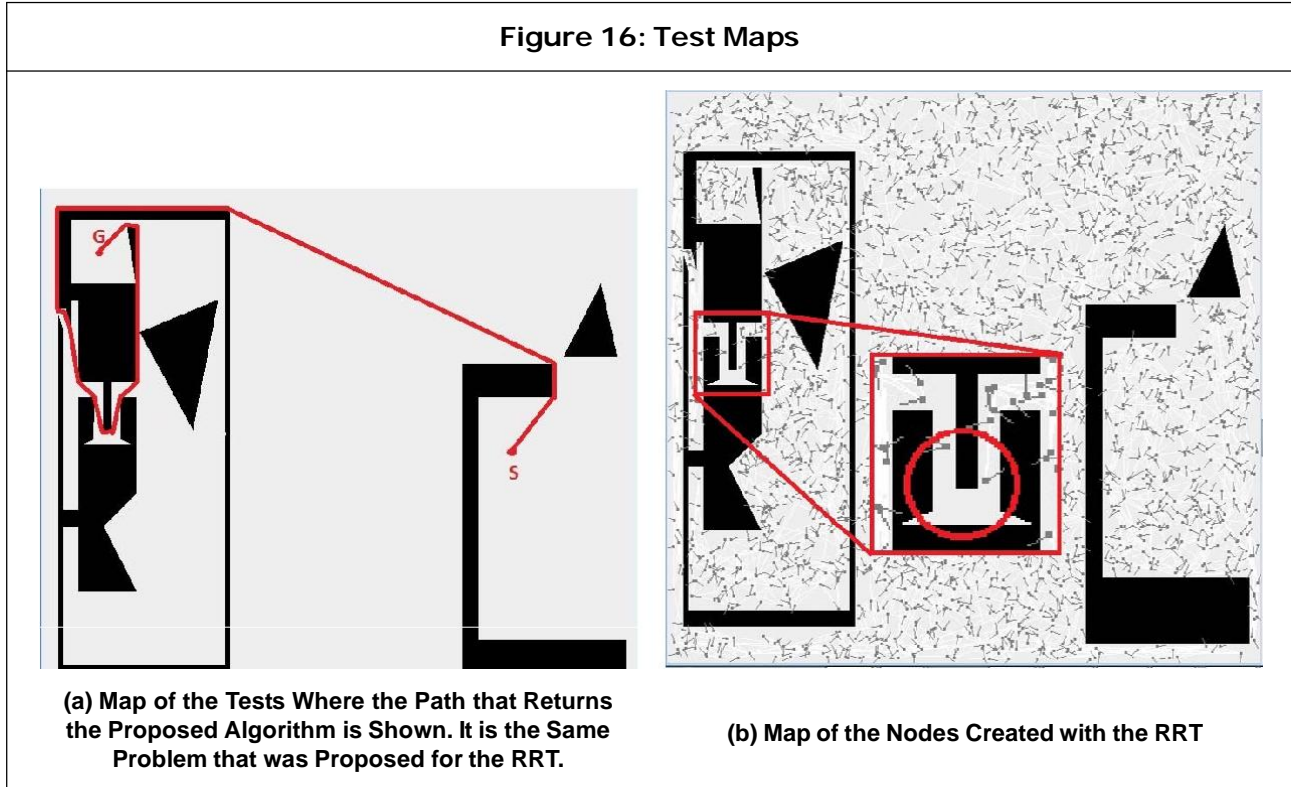 Figure 16: Test Maps
G
S
(a) Map of the Tests Where the Path that Returns
the Proposed Algorithm is Shown. It is the Same
Problem that was Proposed for the RRT.
(b) Map of the Nodes Created with the RRT